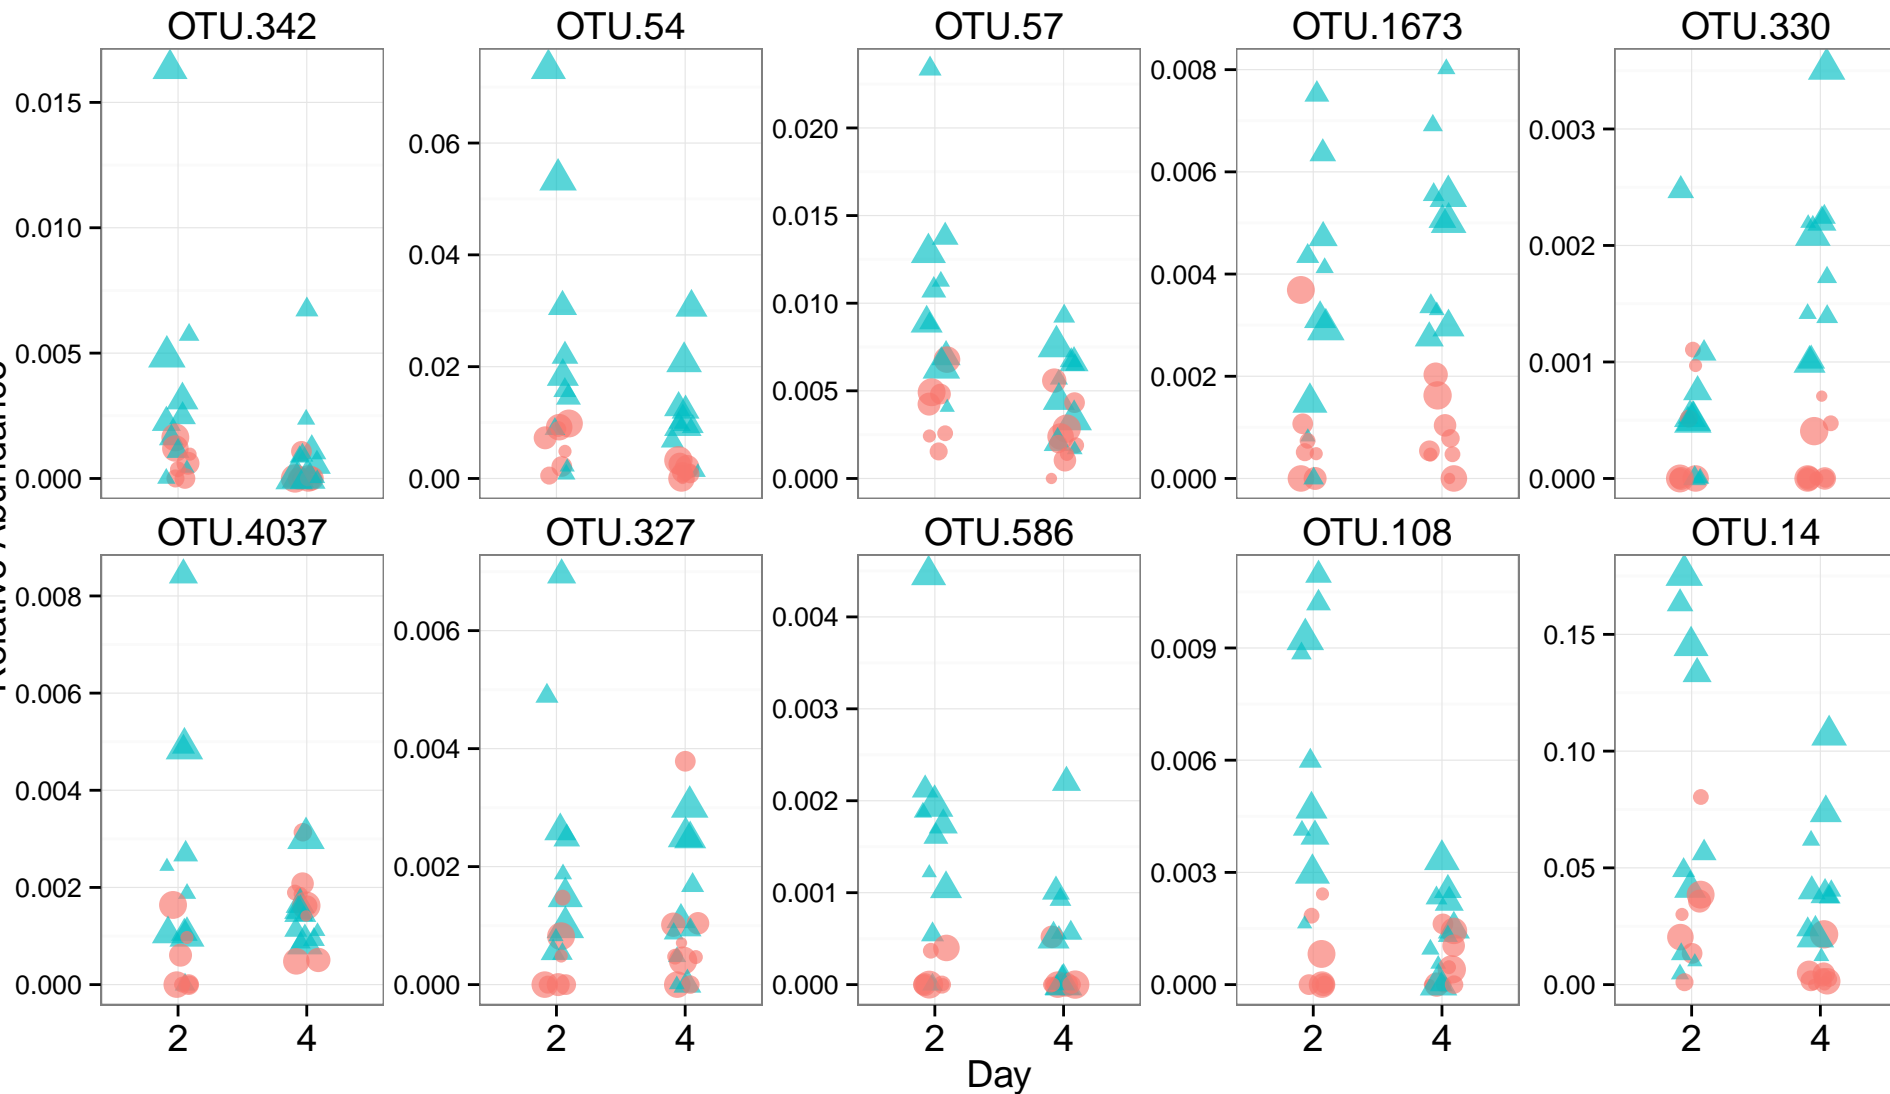 OTU.342 OTU.54 OTU.57 OTU.1673 OTU.330
0.015 0.010 0.005 0.000
0.06 0.04 0.02 0.00
0.020 0.015 0.010 0.005 0.000
0.008 0.006 0.004 0.002 0.000
0.003 0.002 0.001 0.000
OTU.4037 OTU.327 OTU.586 OTU.108 OTU.14
0.008 0.006 0.004 0.002 0.000
0.006 0.004 0.002 0.000
0.004 0.003 0.002 0.001 0.000
0.009 0.006 0.003 0.000
0.15 0.10 0.05 0.00
2 4 2 4 2 4 2 4 2 4
Day